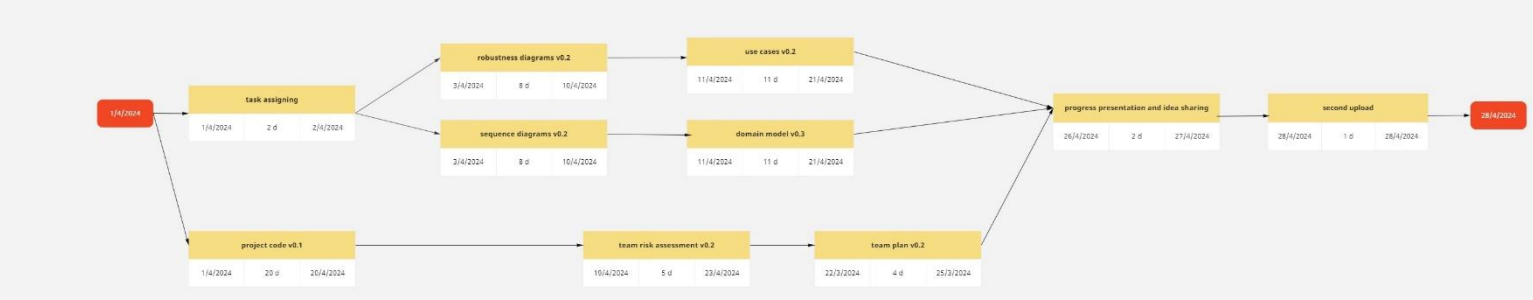 1/4/2024
task assigning
1/4/2024 2 d 2/4/2024
robustness diagrams v0.2
3/4/2024 8 d 10/4/2024
sequence diagrams v0.2
3/4/2024 8 d 10/4/2024
use cases v0.2
11/4/2024 11 d 21/4/2024
domain model v0.3
11/4/2024 11 d 21/4/2024
project code v0.1
1/4/2024 20 d 20/4/2024
team risk assessment v0.2
19/4/2024 5 d 23/4/2024
team plan v0.2
22/3/2024 4 d 25/3/2024
progress presentation and idea sharing
26/4/2024 2 d 27/4/2024
second upload
28/4/2024 1 d 28/4/2024
28/4/2024